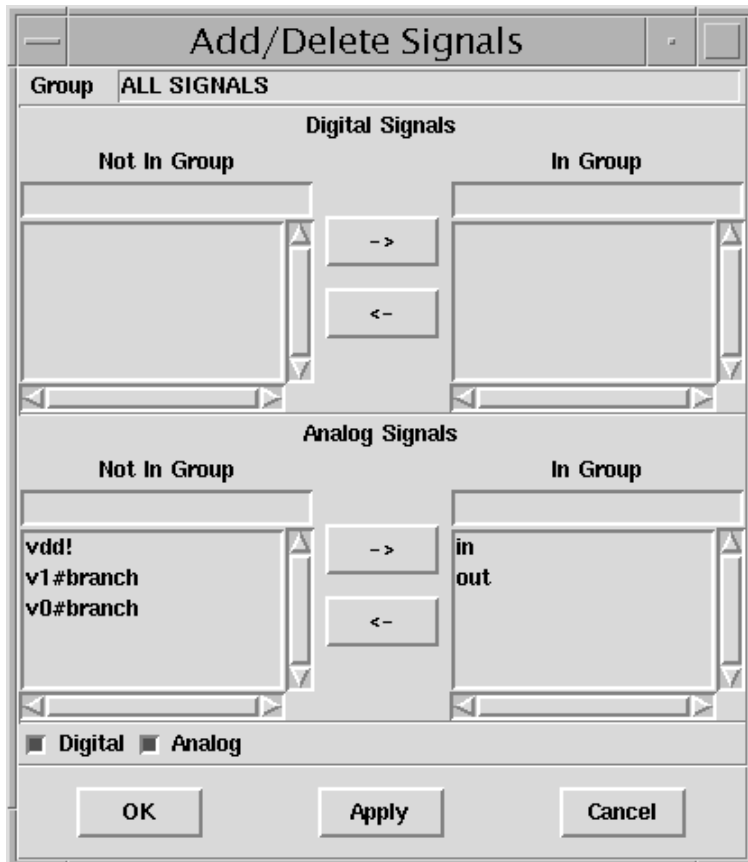 Add/Delete Signals
Group ALL SIGNALS
Digital Signals
Not In Group In Group
->
<-
Analog Signals
Not In Group In Group
vdd! -> in
v1#branch out
v0#branch <-
Digital Analog
OK Apply Cancel